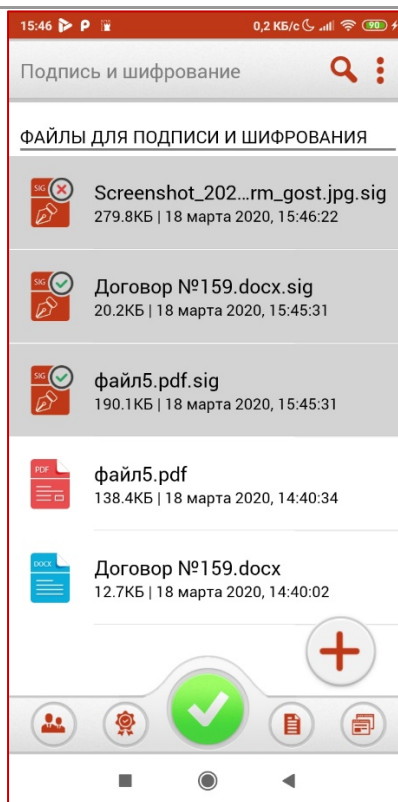 15:46 0,2 КБ/с 90
Подпись и шифрование
ФАЙЛЫ ДЛЯ ПОДПИСИ И ШИФРОВАНИЯ
SIG
Screenshot_202...rm_gost.jpg.sig
279.8КБ | 18 марта 2020, 15:46:22
SIG
Договор №159.docx.sig
20.2КБ | 18 марта 2020, 15:45:31
SIG
файл5.pdf.sig
190.1КБ | 18 марта 2020, 15:45:31
PDF
файл5.pdf
138.4КБ | 18 марта 2020, 14:40:34
DOCX
Договор №159.docx
12.7КБ | 18 марта 2020, 14:40:02